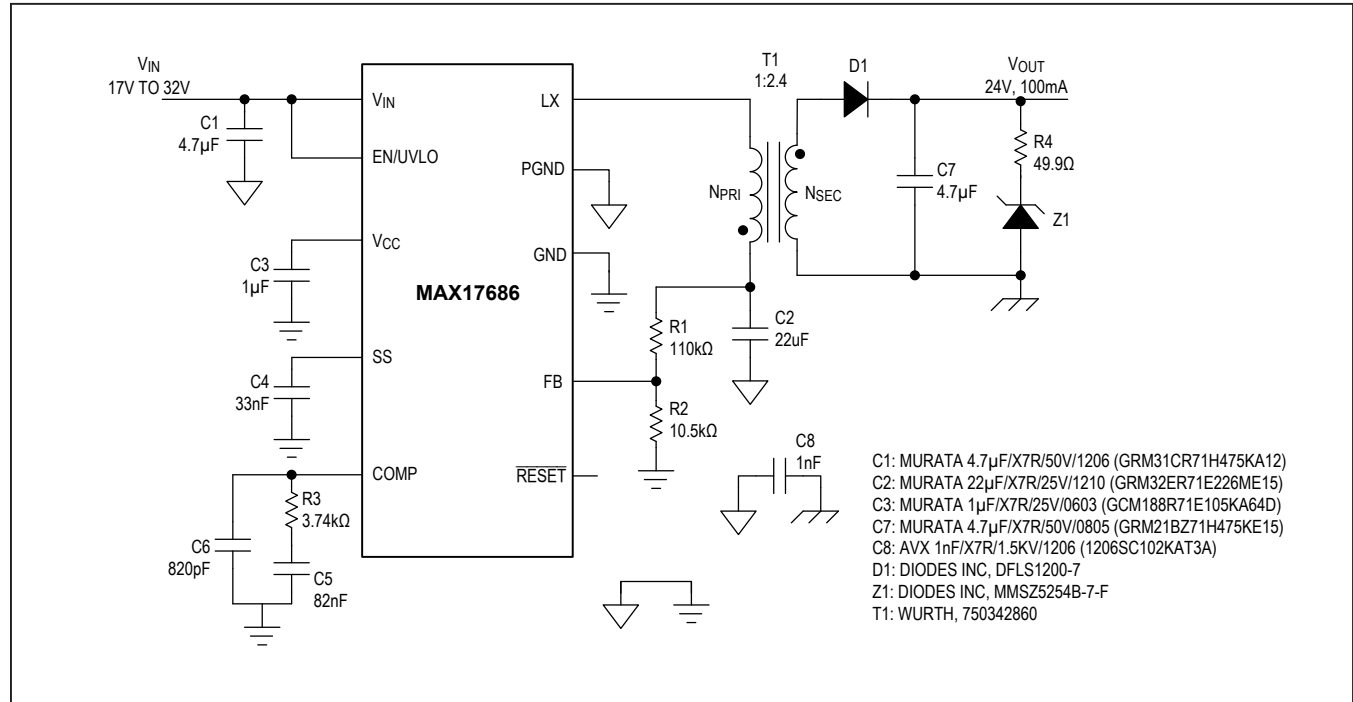 VIN
17V TO 32V
C1
4.7µF
VIN
EN/UVLO
VCC
C3
1µF
SS
C4
33nF
COMP
R3
3.74kΩ
C6
820pF
C5
82nF
MAX17686
LX
PGND
GND
FB
RESET
T1
1:2.4
NPRI
NSEC
D1
VOUT
24V, 100mA
C7
4.7µF
R4
49.9Ω
Z1
R1
110kΩ
C2
22uF
R2
10.5kΩ
C8
1nF
C1: MURATA 4.7µF/X7R/50V/1206 (GRM31CR71H475KA12)
C2: MURATA 22µF/X7R/25V/1210 (GRM32ER71E226ME15)
C3: MURATA 1µF/X7R/25V/0603 (GCM188R71E105KA64D)
C7: MURATA 4.7µF/X7R/50V/0805 (GRM21BZ71H475KE15)
C8: AVX 1nF/X7R/1.5KV/1206 (1206SC102KAT3A)
D1: DIODES INC, DFLS1200-7
Z1: DIODES INC, MMSZ5254B-7-F
T1: WURTH, 750342860